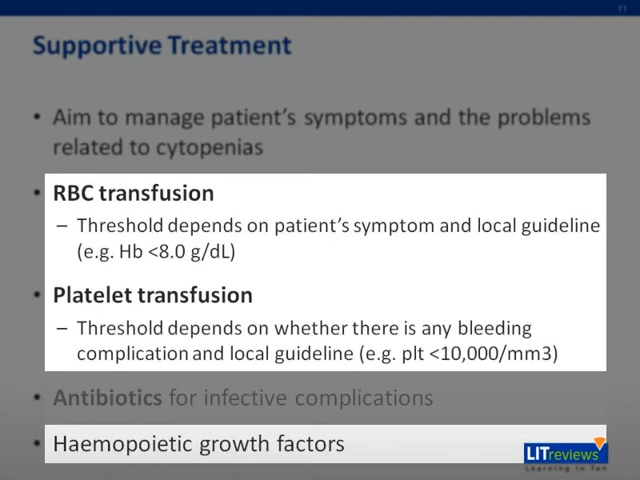 11
Supportive Treatment
• Aim to manage patient's symptoms and the problems
related to cytopenias
• RBC transfusion
– Threshold depends on patient's symptom and local guideline
(e.g. Hb <8.0 g/dL)
• Platelet transfusion
– Threshold depends on whether there is any bleeding
complication and local guideline (e.g. plt <10,000/mm3)
• Antibiotics for infective complications
• Haemopoietic growth factors
LITreviews
Learning in Ten